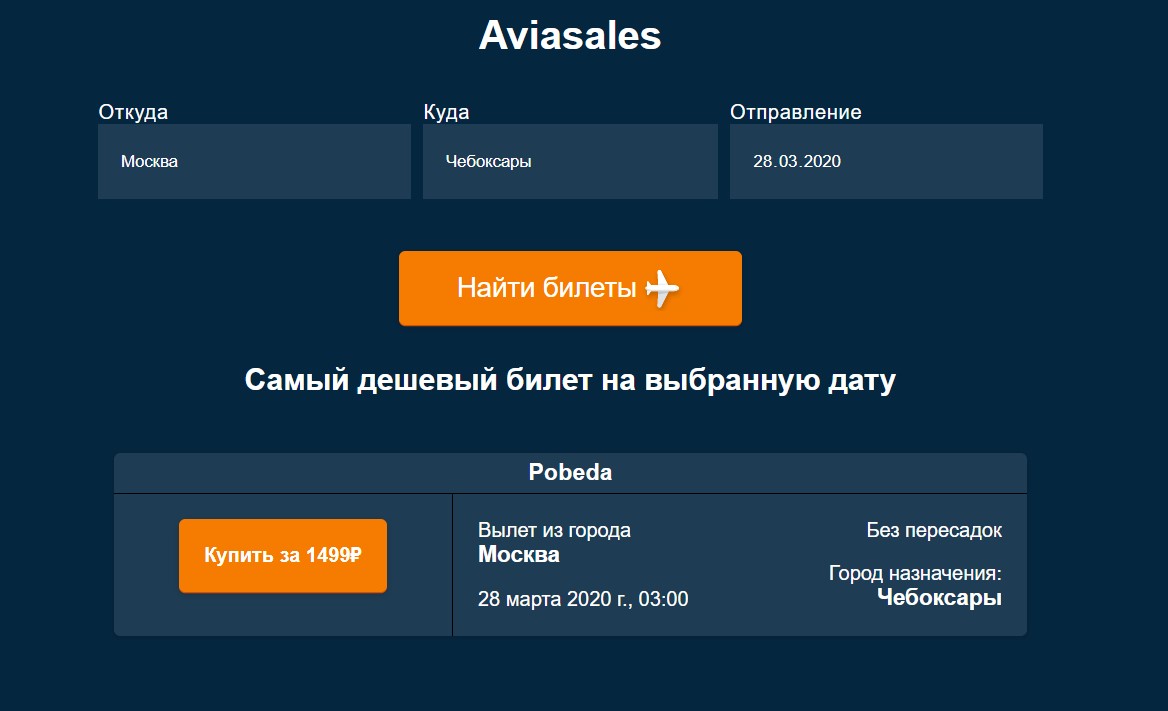 Aviasales
Откуда
Куда
Отправление
Москва
Чебоксары
28.03.2020
Найти билеты
Самый дешевый билет на выбранную дату
Pobeda
Купить за 1499₽
Вылет из города
Москва
28 марта 2020 г., 03:00
Без пересадок
Город назначения:
Чебоксары